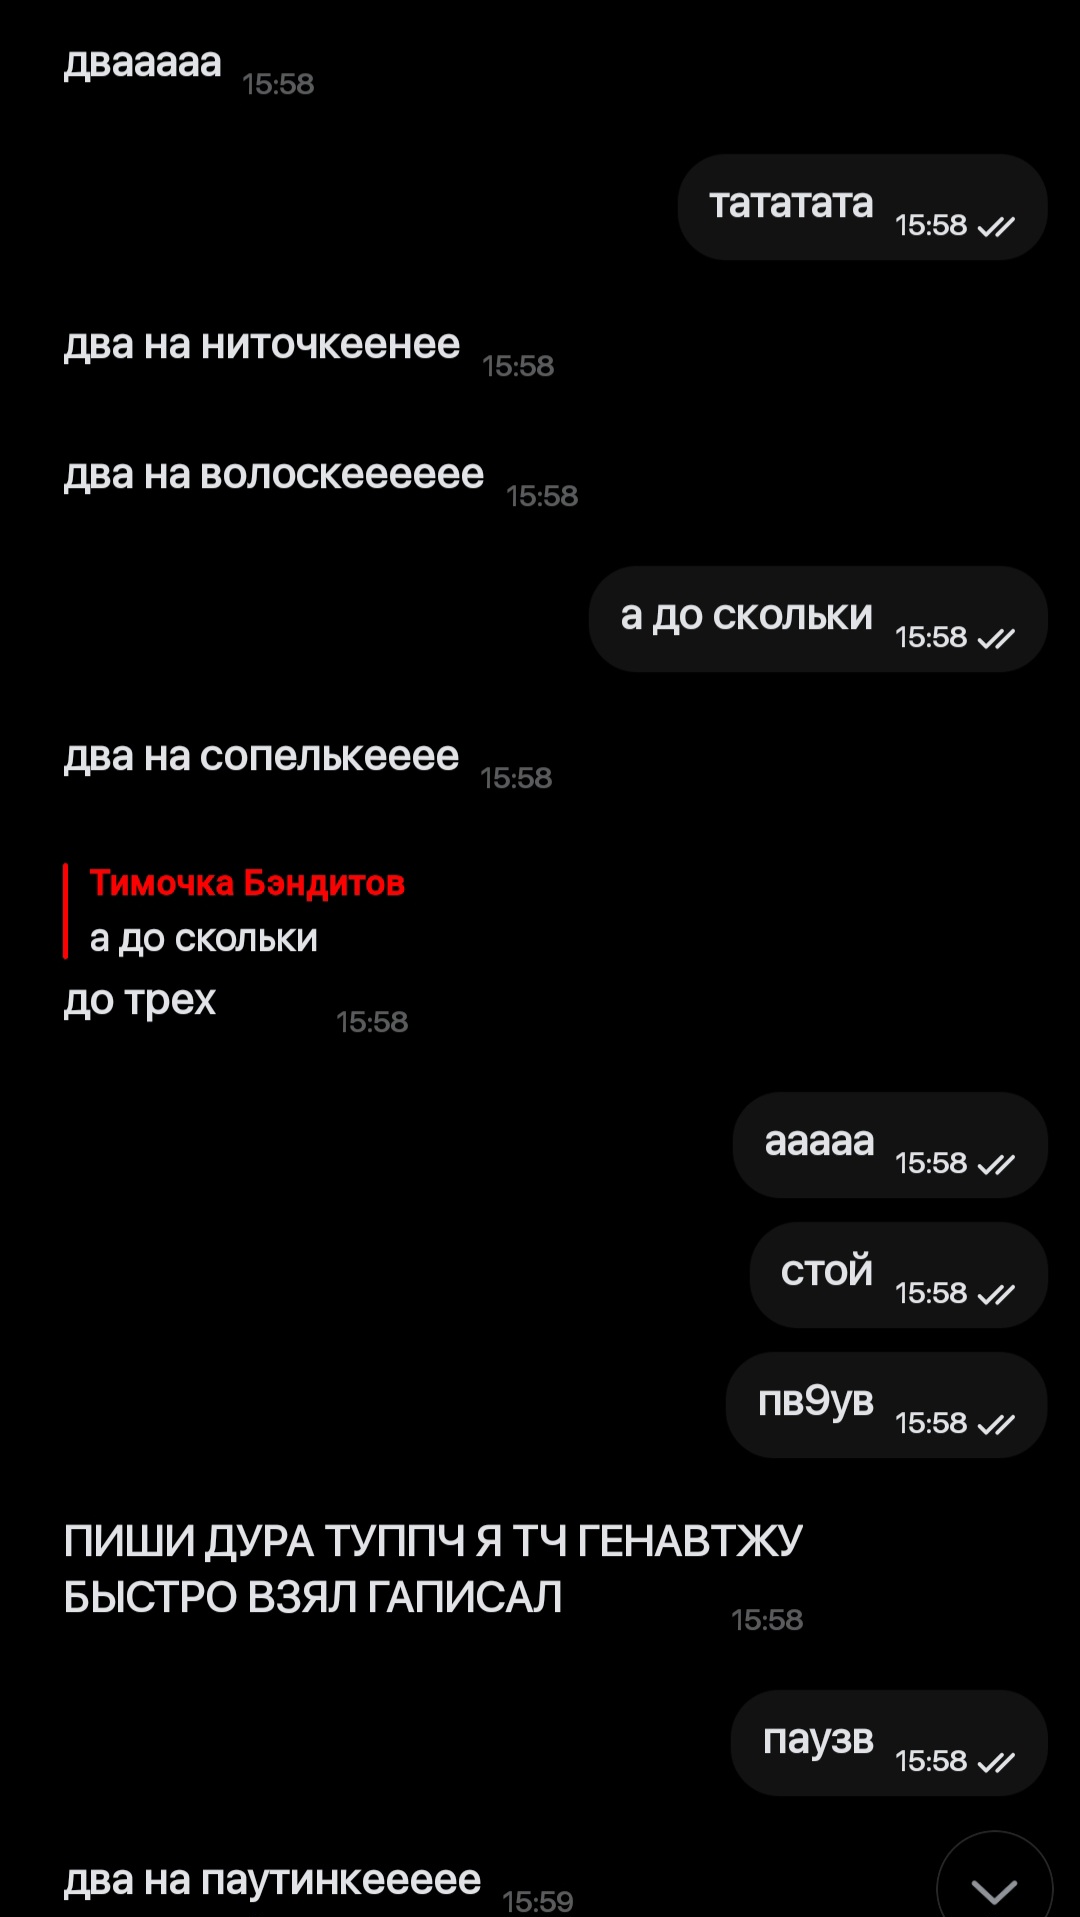 двааааа 15:58
тататата 15:58
два на ниточкеенее 15:58
два на волоскееееее 15:58
а до скольки 15:58
два на сопелькееее 15:58
Тимочка Бэндитов
а до скольки
до трех 15:58
ааааа 15:58
стой 15:58
пв9ув 15:58
ПИШИ ДУРА ТУППЧ Я ТЧ ГЕНАВТЖУ
БЫСТРО ВЗЯЛ ГАПИСАЛ 15:58
паузв 15:58
два на паутинкеееее 15:59